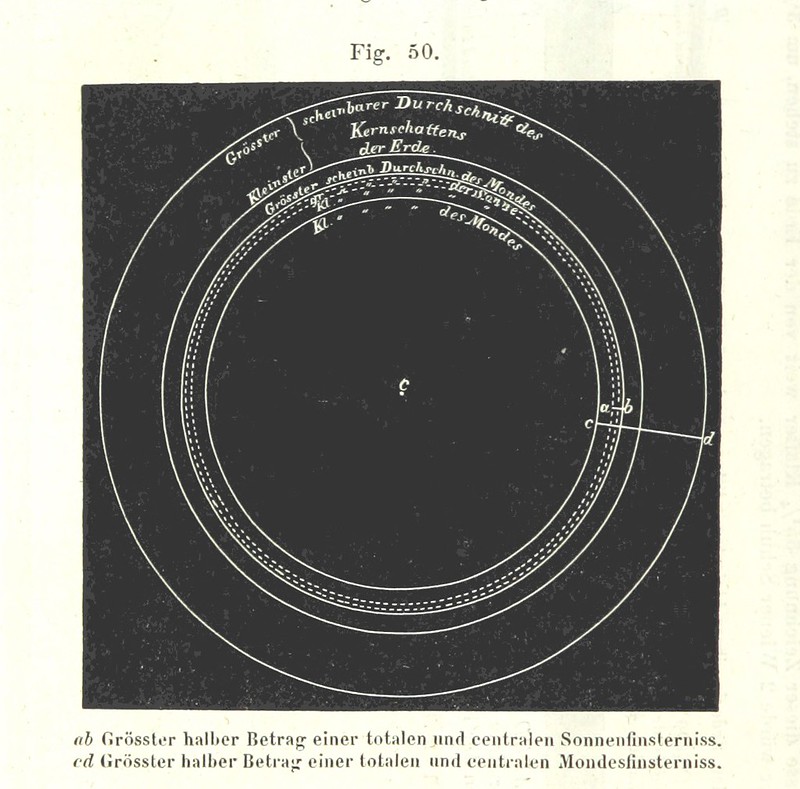 Fig. 50.
Grösster
scheinbarer Durchschnitt des
Kernschattens
der Erde.
Kleinster
Grösster scheinb Durchschn. des Mondes
gr. " " " " der Sonne
Kl. " " " " "
Kl. " " " " des Mondes
C
a b
c
d
ab Grösster halber Betrag einer totalen und centralen Sonnenfinsterniss.
cd Grösster halber Betrag einer totalen und centralen Mondesfinsterniss.